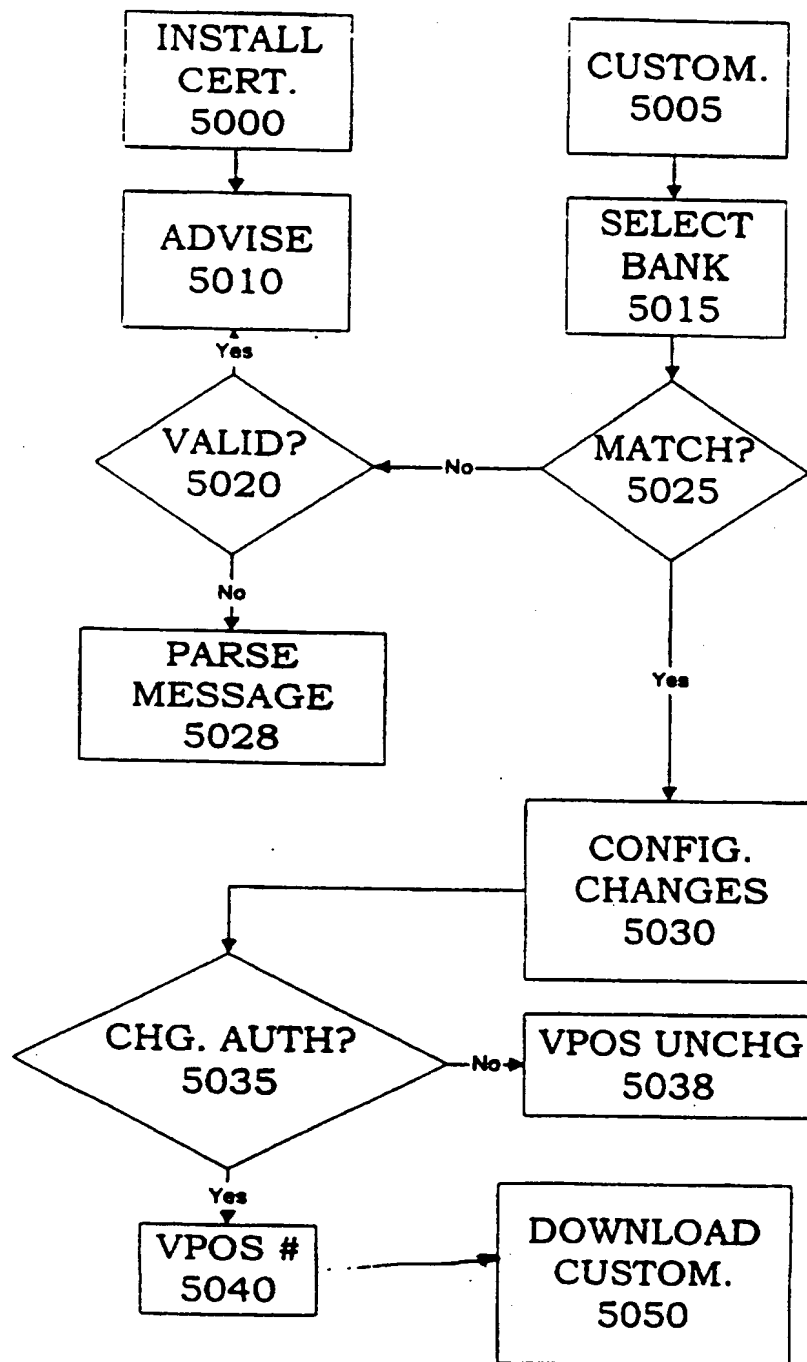 INSTALL
CERT.
5000
CUSTOM.
5005
ADVISE
5010
SELECT
BANK
5015
Yes
VALID?
5020
No
MATCH?
5025
No
PARSE
MESSAGE
5028
Yes
CONFIG.
CHANGES
5030
CHG. AUTH?
5035
No
VPOS UNCHG
5038
Yes
VPOS #
5040
DOWNLOAD
CUSTOM.
5050